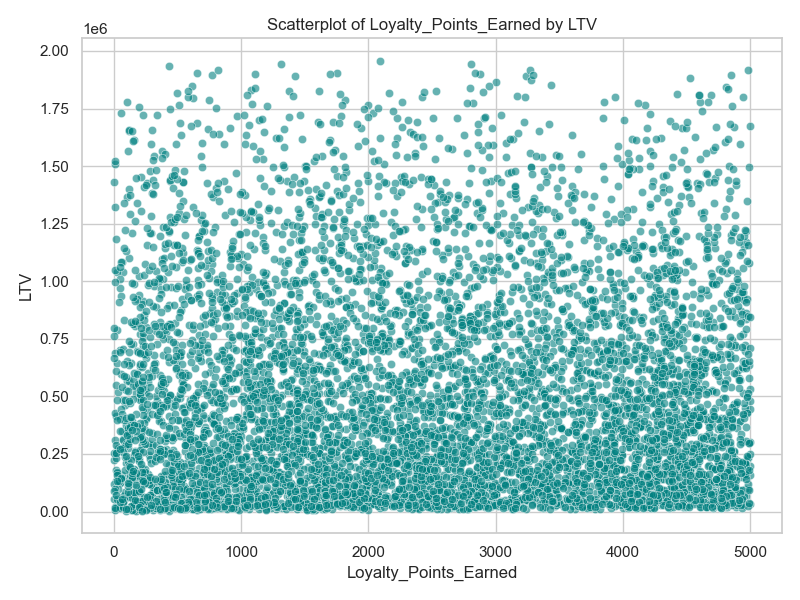 Scatterplot of Loyalty_Points_Earned by LTV
1e6
2.00
1.75
1.50
1.25
1.00
0.75
0.50
0.25
0.00
LTV
0 1000 2000 3000 4000 5000
Loyalty_Points_Earned